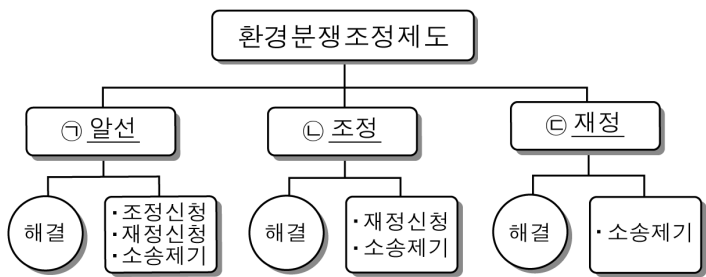 환경분쟁조정제도
㉠ 알선
㉡ 조정
㉢ 재정
해결
· 조정신청
· 재정신청
· 소송제기
해결
· 재정신청
· 소송제기
해결
· 소송제기